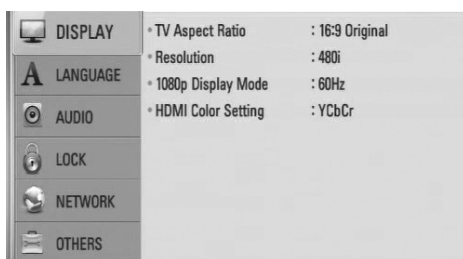 DISPLAY
LANGUAGE
AUDIO
LOCK
NETWORK
OTHERS
• TV Aspect Ratio : 16:9 Original
• Resolution : 480i
• 1080p Display Mode : 60Hz
• HDMI Color Setting : YCbCr